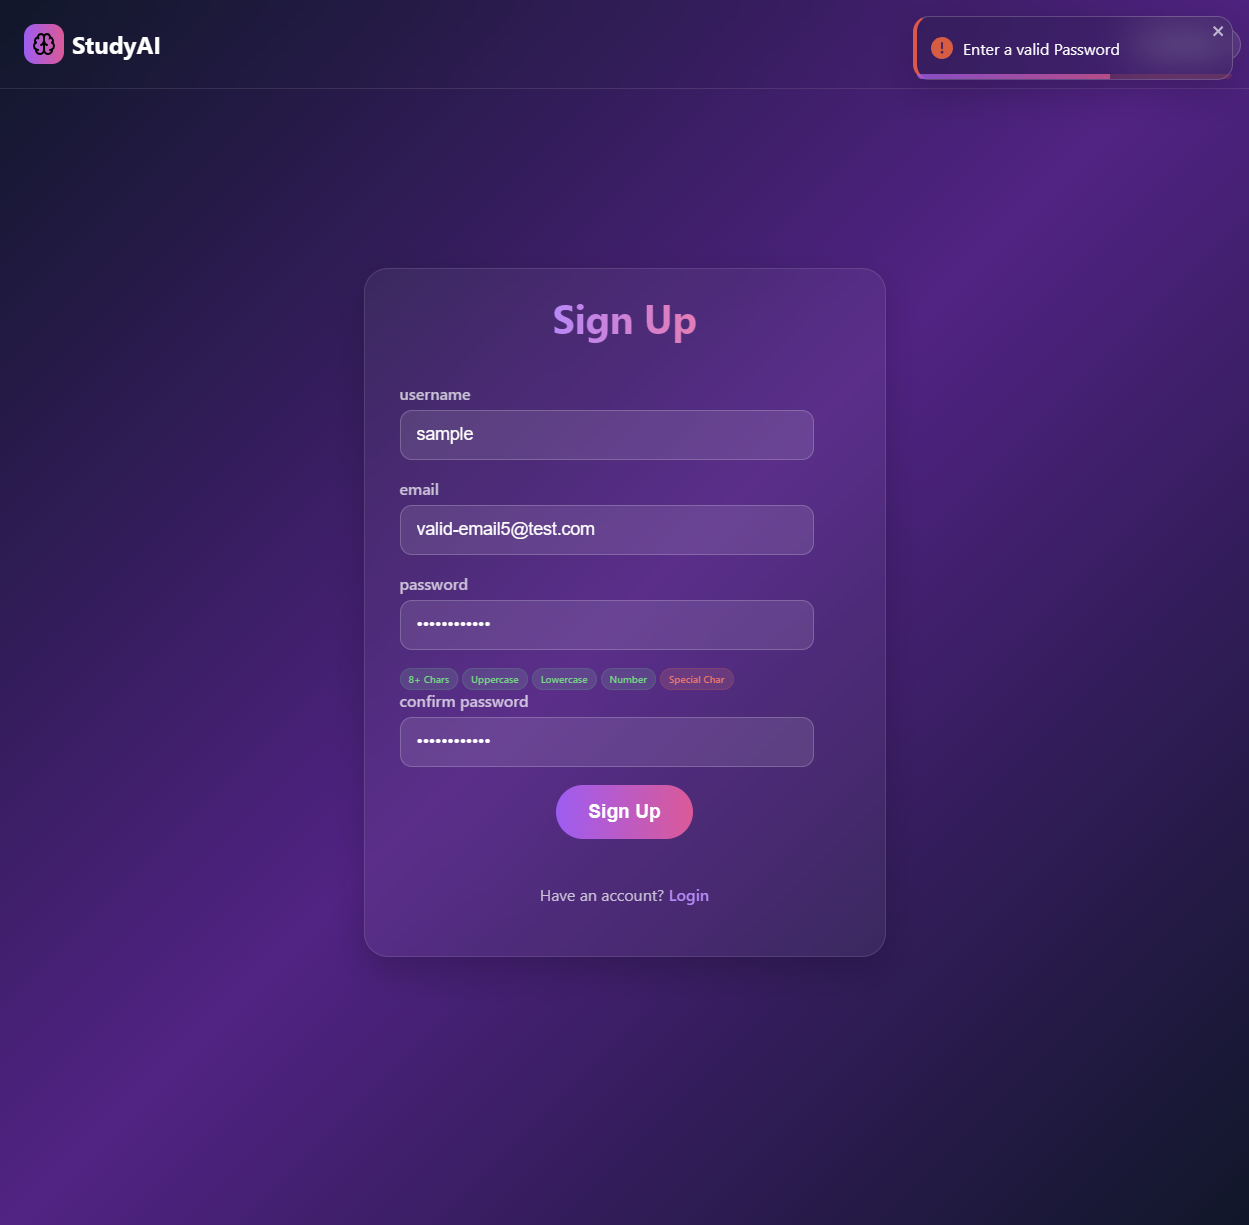 StudyAI
Enter a valid Password
Sign Up
username
sample
email
valid-email5@test.com
password
••••••••••••
8+ Chars Uppercase Lowercase Number Special Char
confirm password
••••••••••••
Sign Up
Have an account? Login